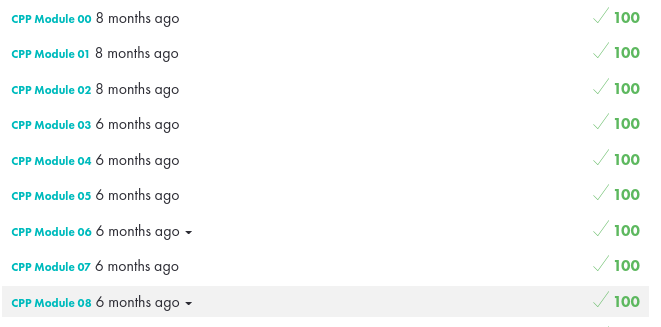 CPP Module 00 8 months ago 100
CPP Module 01 8 months ago 100
CPP Module 02 8 months ago 100
CPP Module 03 6 months ago 100
CPP Module 04 6 months ago 100
CPP Module 05 6 months ago 100
CPP Module 06 6 months ago 100
CPP Module 07 6 months ago 100
CPP Module 08 6 months ago 100